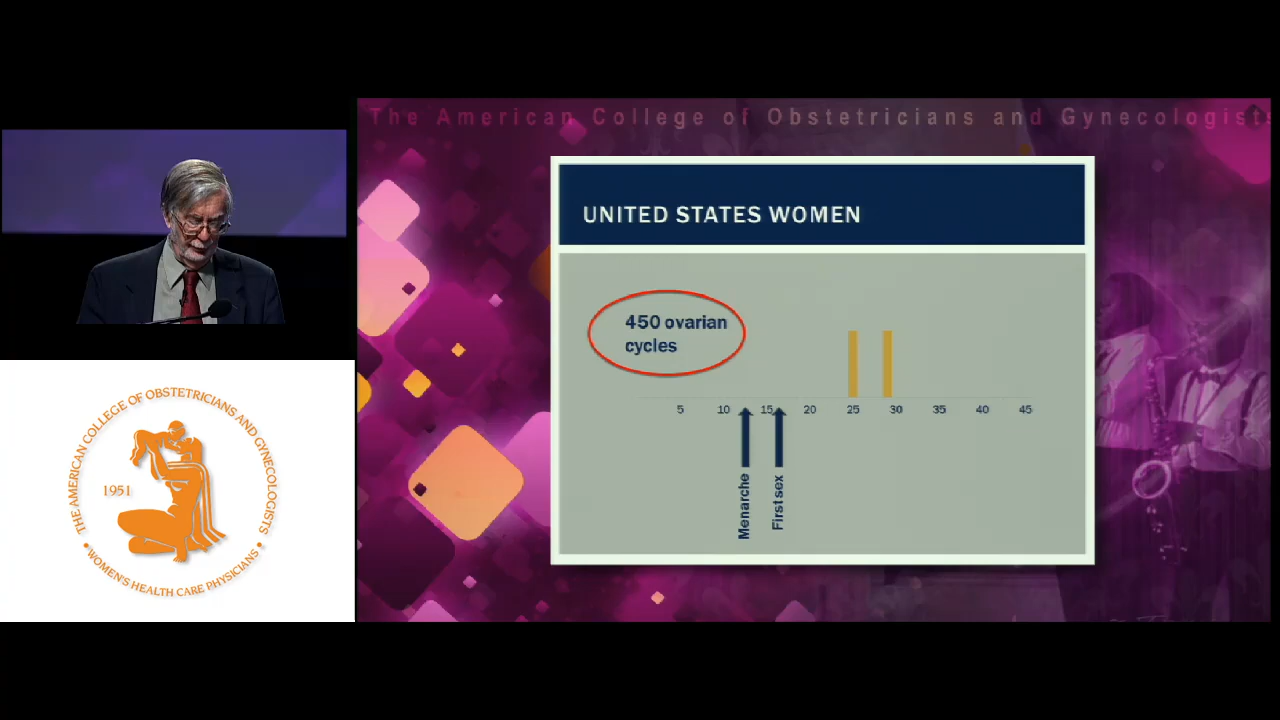 The American College of Obstetricians and Gynecologists
UNITED STATES WOMEN
450 ovarian
cycles
5 10 15 20 25 30 35 40 45
Menarche
First sex
THE AMERICAN COLLEGE OF OBSTETRICIANS AND GYNECOLOGISTS
1951
• WOMEN'S HEALTH CARE PHYSICIANS •